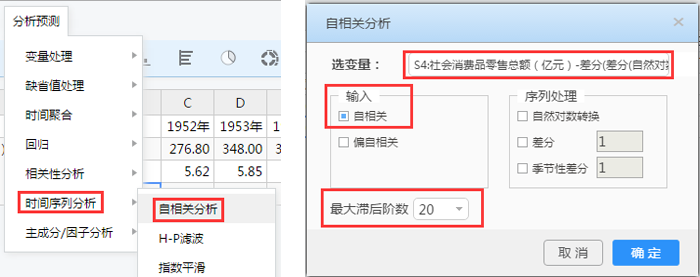 分析预测
变量处理
缺省值处理
时间聚合
回归
相关性分析
时间序列分析
主成分/因子分析
C D
1952年 1953年 1
276.80 348.00 3
5.62 5.85
自相关分析
H-P滤波
指数平滑
自相关分析
选变量： S4:社会消费品零售总额（亿元）-差分(差分(自然对
输入
自相关
偏自相关
序列处理
自然对数转换
差分 1
季节性差分 1
最大滞后阶数 20
取消 确定